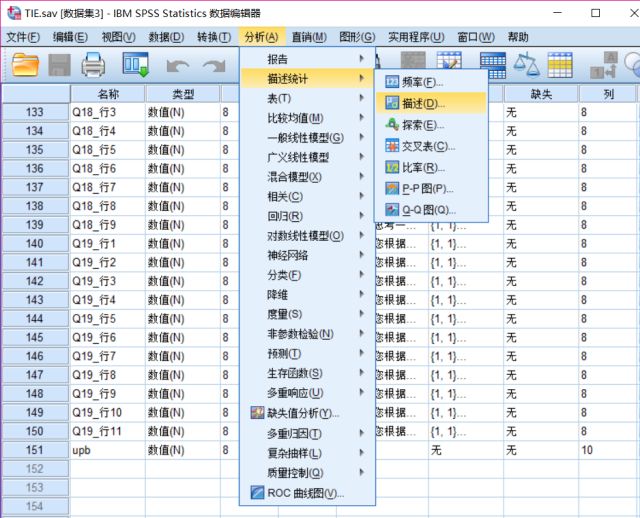 TIE.sav [数据集3] - IBM SPSS Statistics 数据编辑器
文件(F) 编辑(E) 视图(V) 数据(D) 转换(T) 分析(A) 直销(M) 图形(G) 实用程序(U) 窗口(W) 帮助
名称 类型 缺失 列
133 Q18_行3 数值(N) 8 无 8
134 Q18_行4 数值(N) 8 无 8
135 Q18_行5 数值(N) 8 无 8
136 Q18_行6 数值(N) 8 无 8
137 Q18_行7 数值(N) 8 无 8
138 Q18_行8 数值(N) 8 无 8
139 Q18_行9 数值(N) 8 思考一... {1, 1}... 无 8
140 Q19_行1 数值(N) 8 您根据... {1, 1}... 无 8
141 Q19_行2 数值(N) 8 您根据... {1, 1}... 无 8
142 Q19_行3 数值(N) 8 您根据... {1, 1}... 无 8
143 Q19_行4 数值(N) 8 您根据... {1, 1}... 无 8
144 Q19_行5 数值(N) 8 您根据... {1, 1}... 无 8
145 Q19_行6 数值(N) 8 您根据... {1, 1}... 无 8
146 Q19_行7 数值(N) 8 您根据... {1, 1}... 无 8
147 Q19_行8 数值(N) 8 您根据... {1, 1}... 无 8
148 Q19_行9 数值(N) 8 您根据... {1, 1}... 无 8
149 Q19_行10 数值(N) 8 您根据... {1, 1}... 无 8
150 Q19_行11 数值(N) 8 您根据... {1, 1}... 无 8
151 upb 数值(N) 8 无 无 10
152
153
154
报告
描述统计
表(T)
比较均值(M)
一般线性模型(G)
广义线性模型
混合模型(X)
相关(C)
回归(R)
对数线性模型(O)
神经网络
分类(F)
降维
度量(S)
非参数检验(N)
预测(T)
生存函数(S)
多重响应(U)
缺失值分析(Y)...
多重归因(T)
复杂抽样(L)
质量控制(Q)
ROC 曲线图(V)...
频率(F)...
描述(D)...
探索(E)...
交叉表(C)...
比率(R)...
P-P 图(P)...
Q-Q 图(Q)...